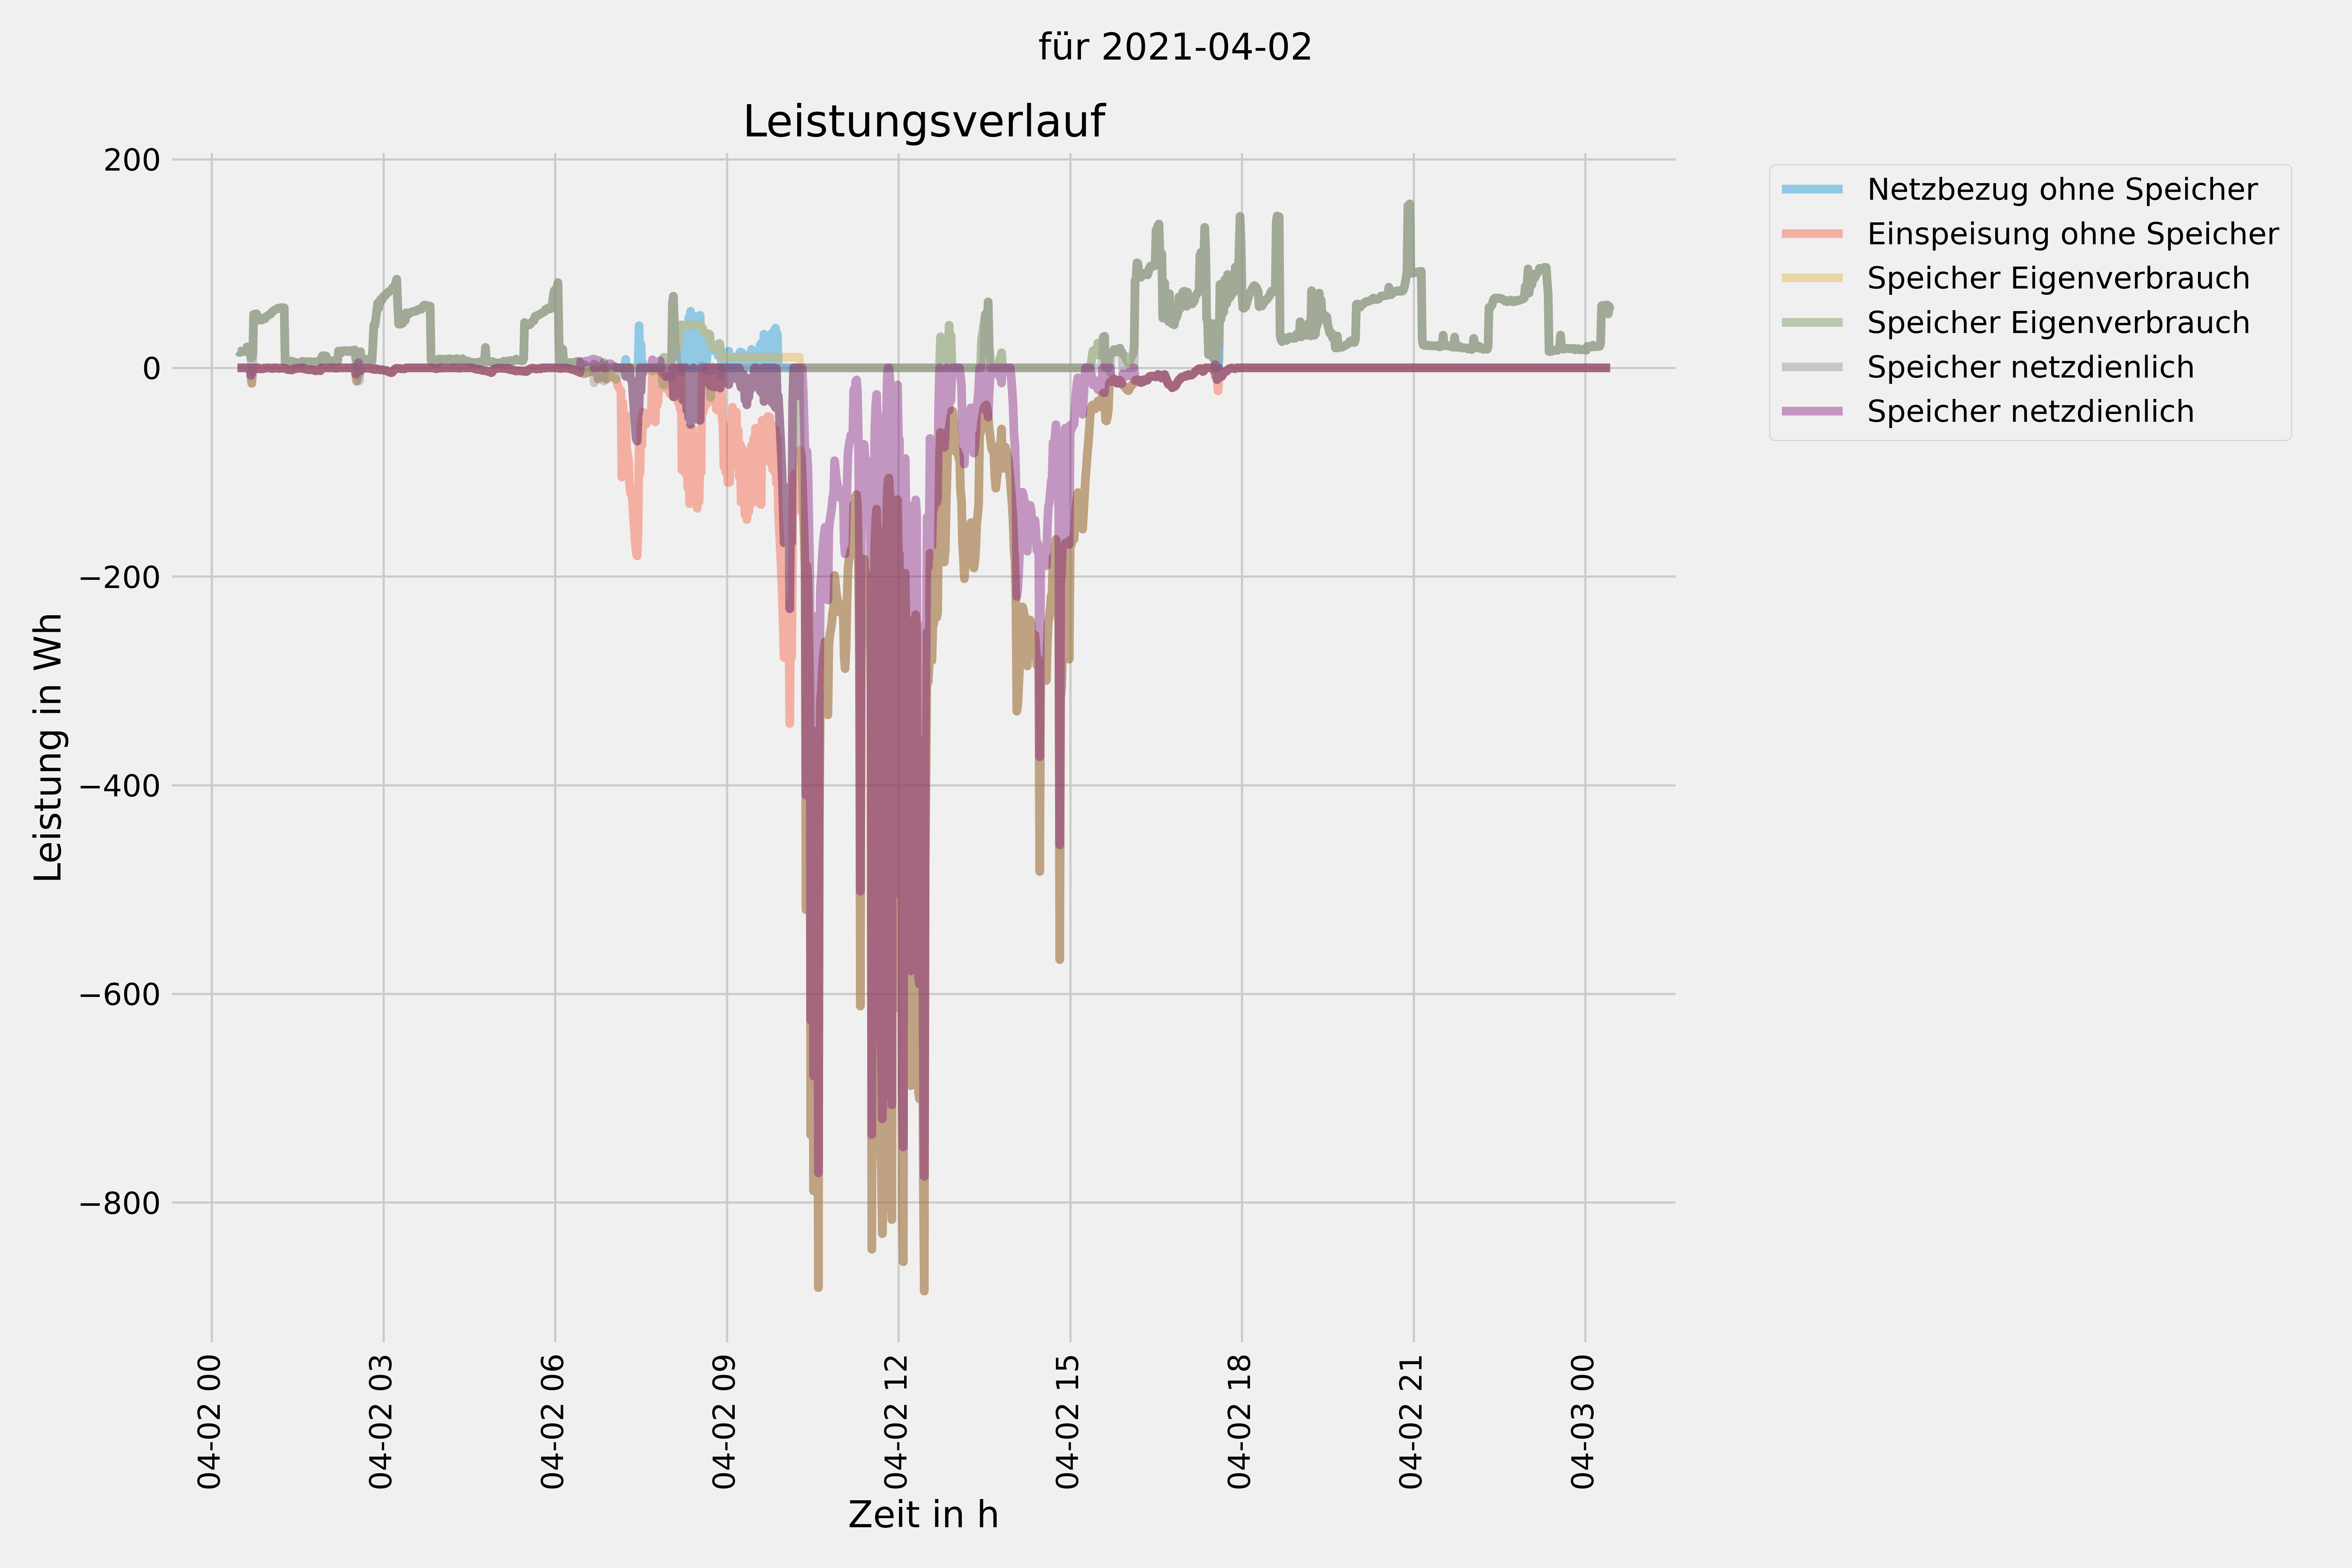 für 2021-04-02
Leistungsverlauf
200
0
−200
−400
−600
−800
Leistung in Wh
04-02 00
04-02 03
04-02 06
04-02 09
04-02 12
04-02 15
04-02 18
04-02 21
04-03 00
Zeit in h
Netzbezug ohne Speicher
Einspeisung ohne Speicher
Speicher Eigenverbrauch
Speicher Eigenverbrauch
Speicher netzdienlich
Speicher netzdienlich